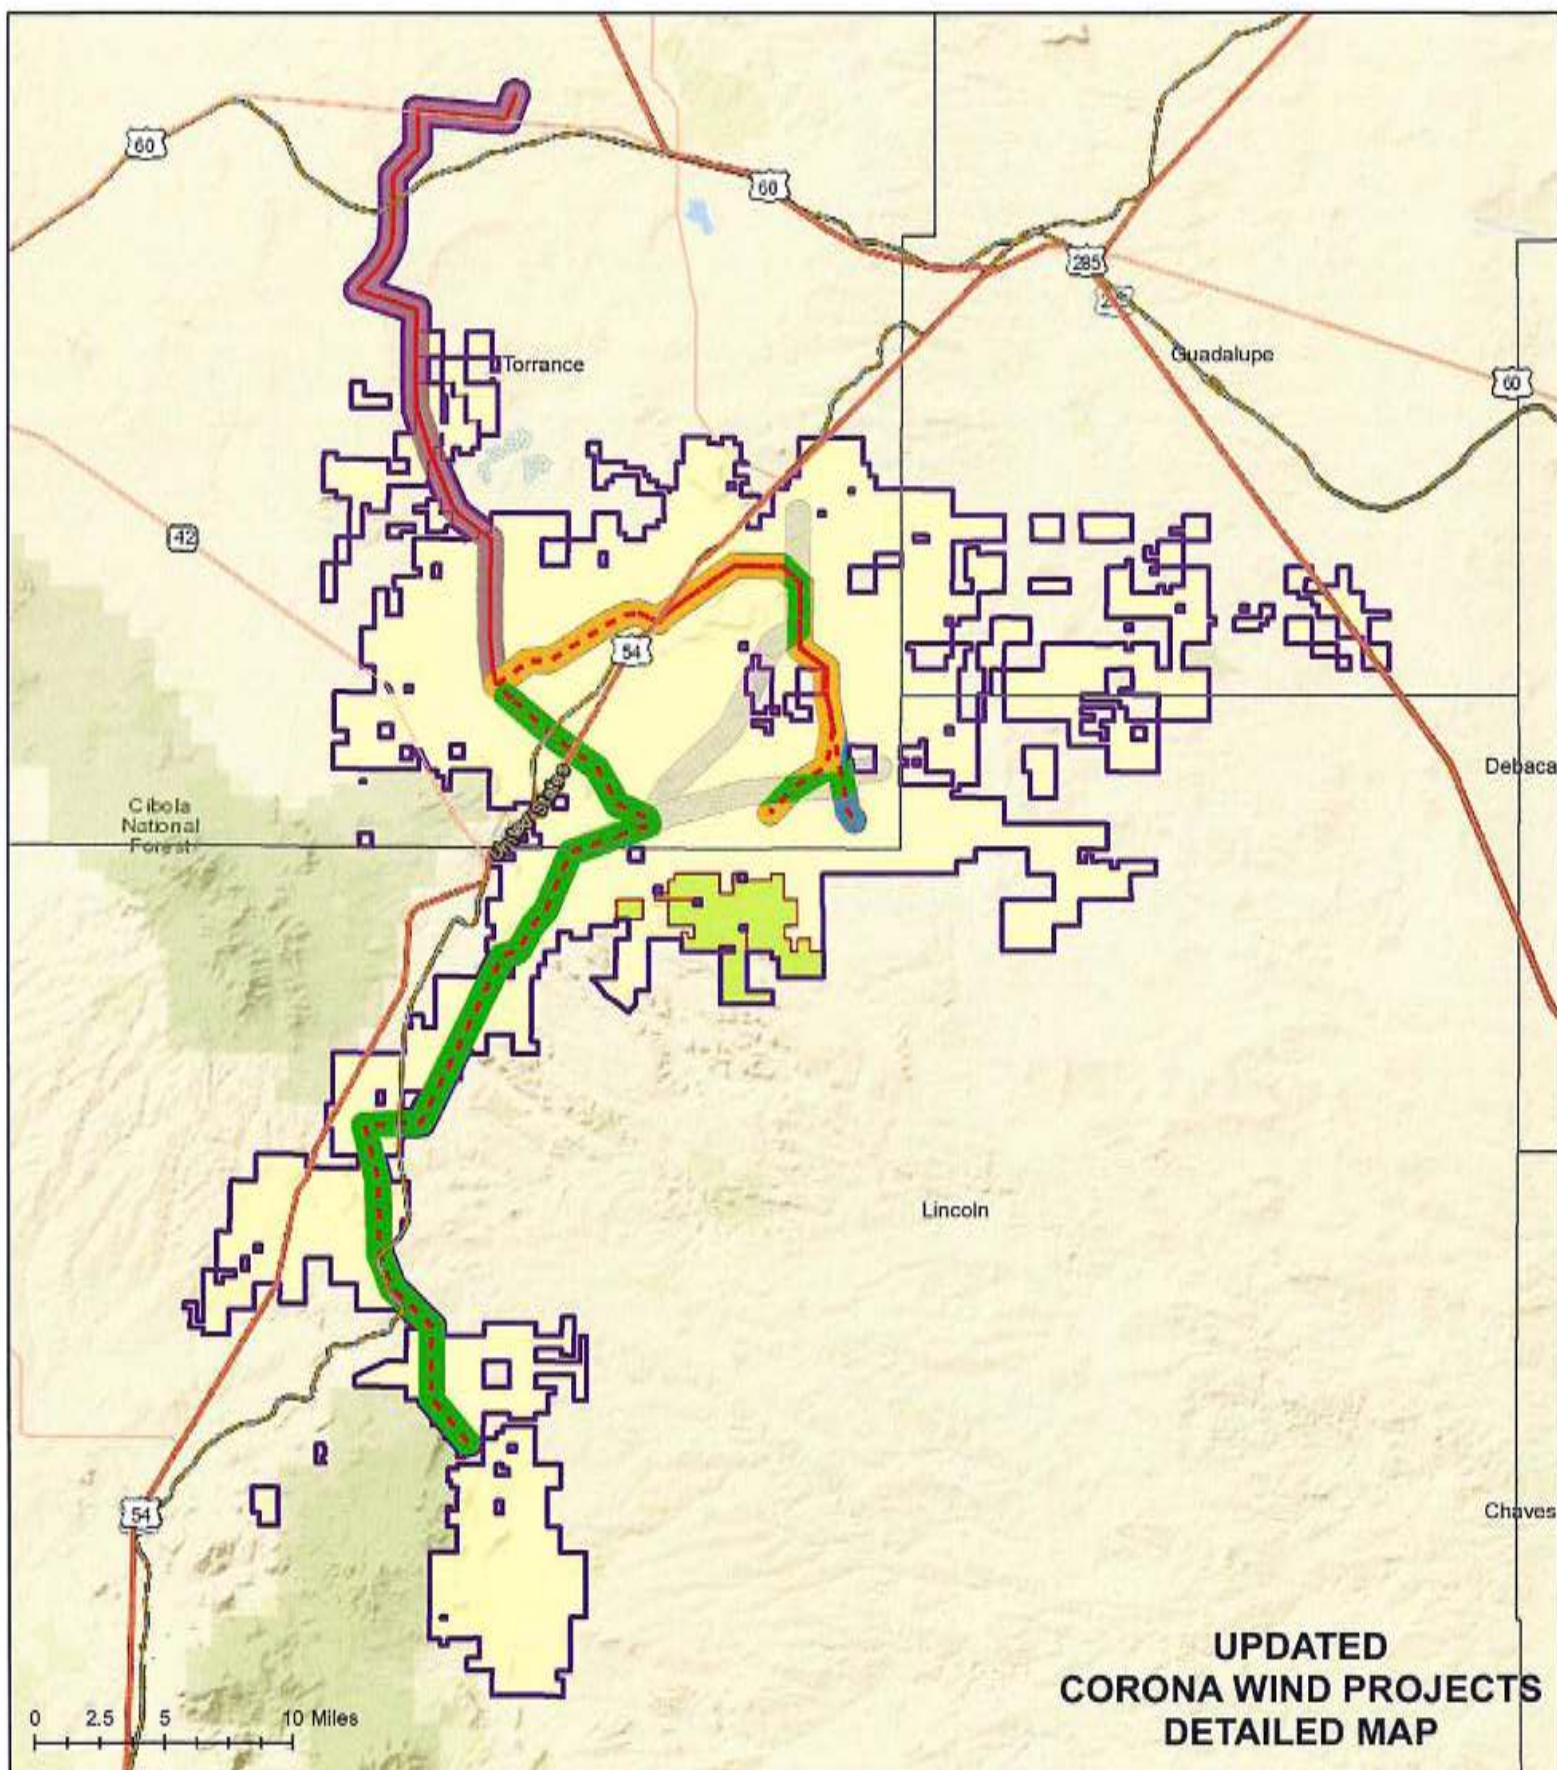 60
60
285
285
Torrance
Guadalupe
60
42
54
Debaca
Cibola
National
Forest
Lincoln
54
Chaves
UPDATED
CORONA WIND PROJECTS
DETAILED MAP
0 2.5 5 10 Miles